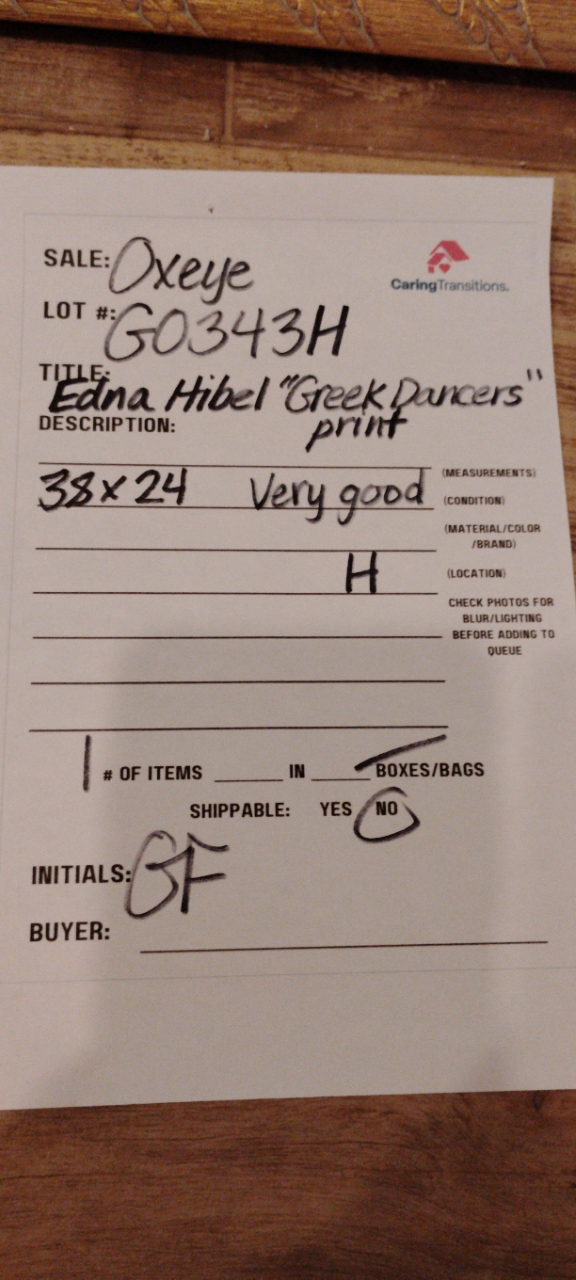 SALE: Oxeye
CaringTransitions.
LOT #: G0343H
TITLE:
Edna Hibel "Greek Dancers"
print
DESCRIPTION:
(MEASUREMENTS)
38 x 24 Very good
(CONDITION)
(MATERIAL/COLOR
/BRAND)
H
(LOCATION)
CHECK PHOTOS FOR
BLUR/LIGHTING
BEFORE ADDING TO
QUEUE
1 # OF ITEMS ______ IN ______ BOXES/BAGS
SHIPPABLE: YES NO
INITIALS: GF
BUYER: